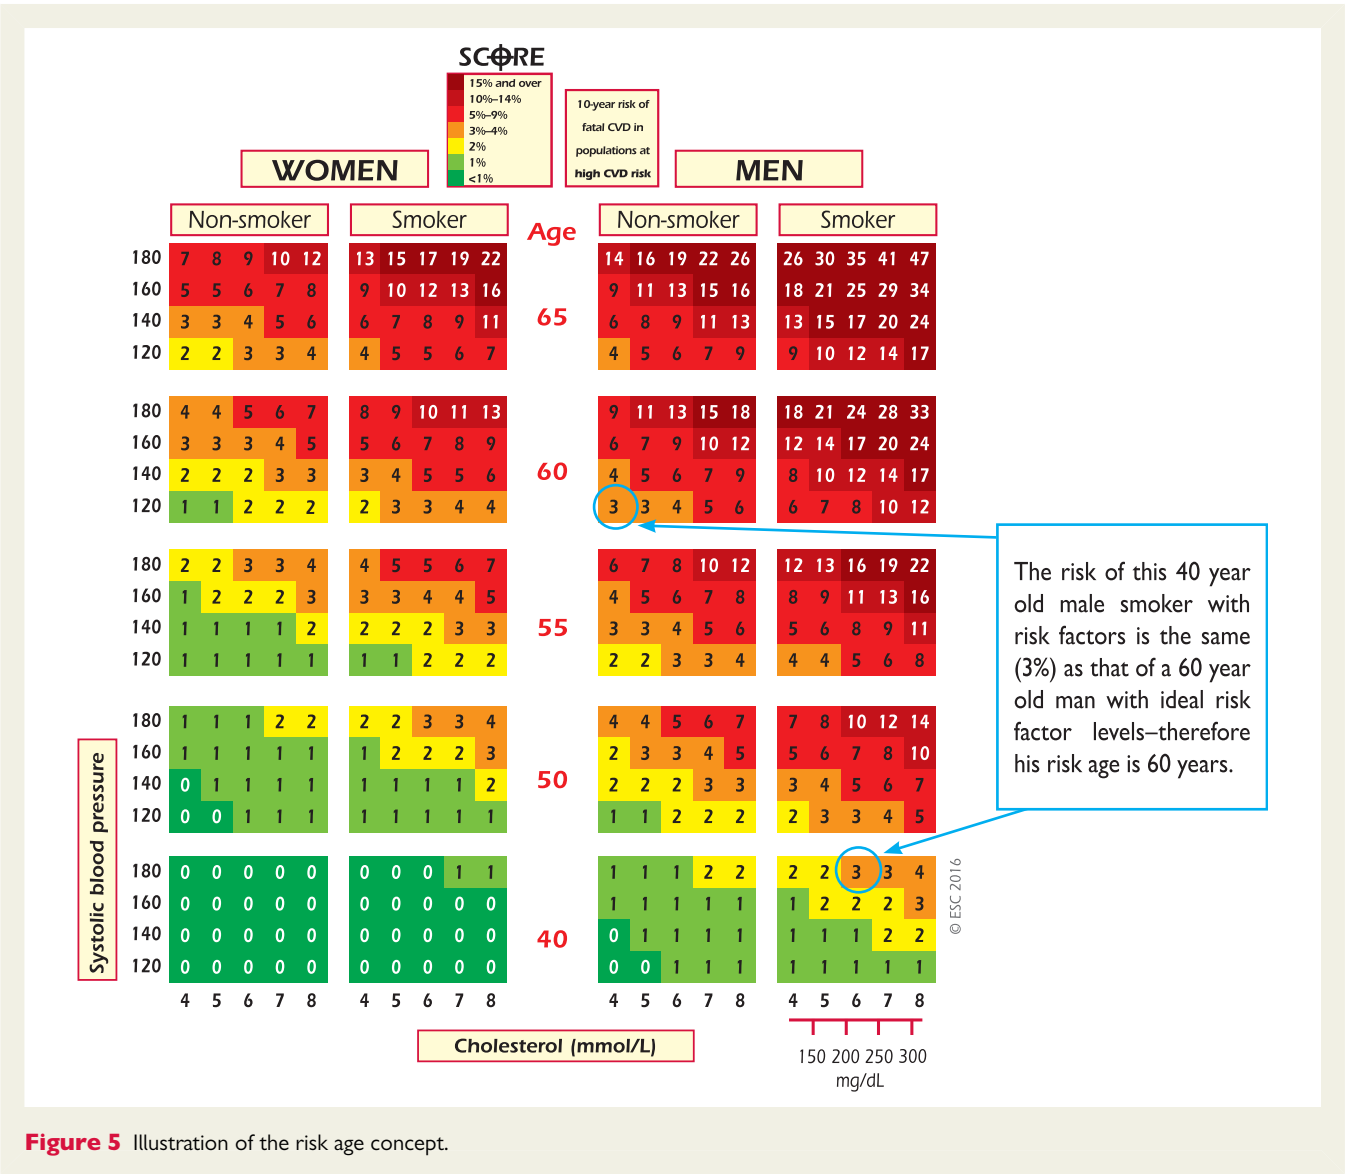 SCORE
15% and over
10%–14%
5%–9%
3%–4%
2%
1%
<1%
10-year risk of
fatal CVD in
populations at
high CVD risk
WOMEN
MEN
Non-smoker
Smoker
Age
Non-smoker
Smoker
180 7 8 9 10 12 13 15 17 19 22 14 16 19 22 26 26 30 35 41 47
160 5 5 6 7 8 9 10 12 13 16 9 11 13 15 16 18 21 25 29 34
65
140 3 3 4 5 6 6 7 8 9 11 6 8 9 11 13 13 15 17 20 24
120 2 2 3 3 4 4 5 5 6 7 4 5 6 7 9 9 10 12 14 17
180 4 4 5 6 7 8 9 10 11 13 9 11 13 15 18 18 21 24 28 33
160 3 3 3 4 5 5 6 7 8 9 6 7 9 10 12 12 14 17 20 24
60
140 2 2 2 3 3 3 4 5 5 6 4 5 6 7 9 8 10 12 14 17
120 1 1 2 2 2 2 3 3 4 4 3 3 4 5 6 6 7 8 10 12
180 2 2 3 3 4 4 5 5 6 7 6 7 8 10 12 12 13 16 19 22
160 1 2 2 2 3 3 3 4 4 5 4 5 6 7 8 8 9 11 13 16
55
140 1 1 1 1 2 2 2 2 3 3 3 3 4 5 6 5 6 8 9 11
120 1 1 1 1 1 1 1 2 2 2 2 2 3 3 4 4 4 5 6 8
180 1 1 1 2 2 2 2 3 3 4 4 4 5 6 7 7 8 10 12 14
160 1 1 1 1 1 1 2 2 2 3 2 3 3 4 5 5 6 7 8 10
50
140 0 1 1 1 1 1 1 1 1 2 2 2 2 3 3 3 4 5 6 7
120 0 0 1 1 1 1 1 1 1 1 1 1 2 2 2 2 3 3 4 5
180 0 0 0 0 0 0 0 0 1 1 1 1 1 2 2 2 2 3 3 4
160 0 0 0 0 0 0 0 0 0 0 1 1 1 1 1 1 2 2 2 3
40
140 0 0 0 0 0 0 0 0 0 0 0 1 1 1 1 1 1 1 2 2
120 0 0 0 0 0 0 0 0 0 0 0 0 1 1 1 1 1 1 1 1
4 5 6 7 8 4 5 6 7 8 4 5 6 7 8 4 5 6 7 8
Systolic blood pressure
Cholesterol (mmol/L)
150 200 250 300
mg/dL
© ESC 2016
The risk of this 40 year
old male smoker with
risk factors is the same
(3%) as that of a 60 year
old man with ideal risk
factor levels–therefore
his risk age is 60 years.
Figure 5 Illustration of the risk age concept.